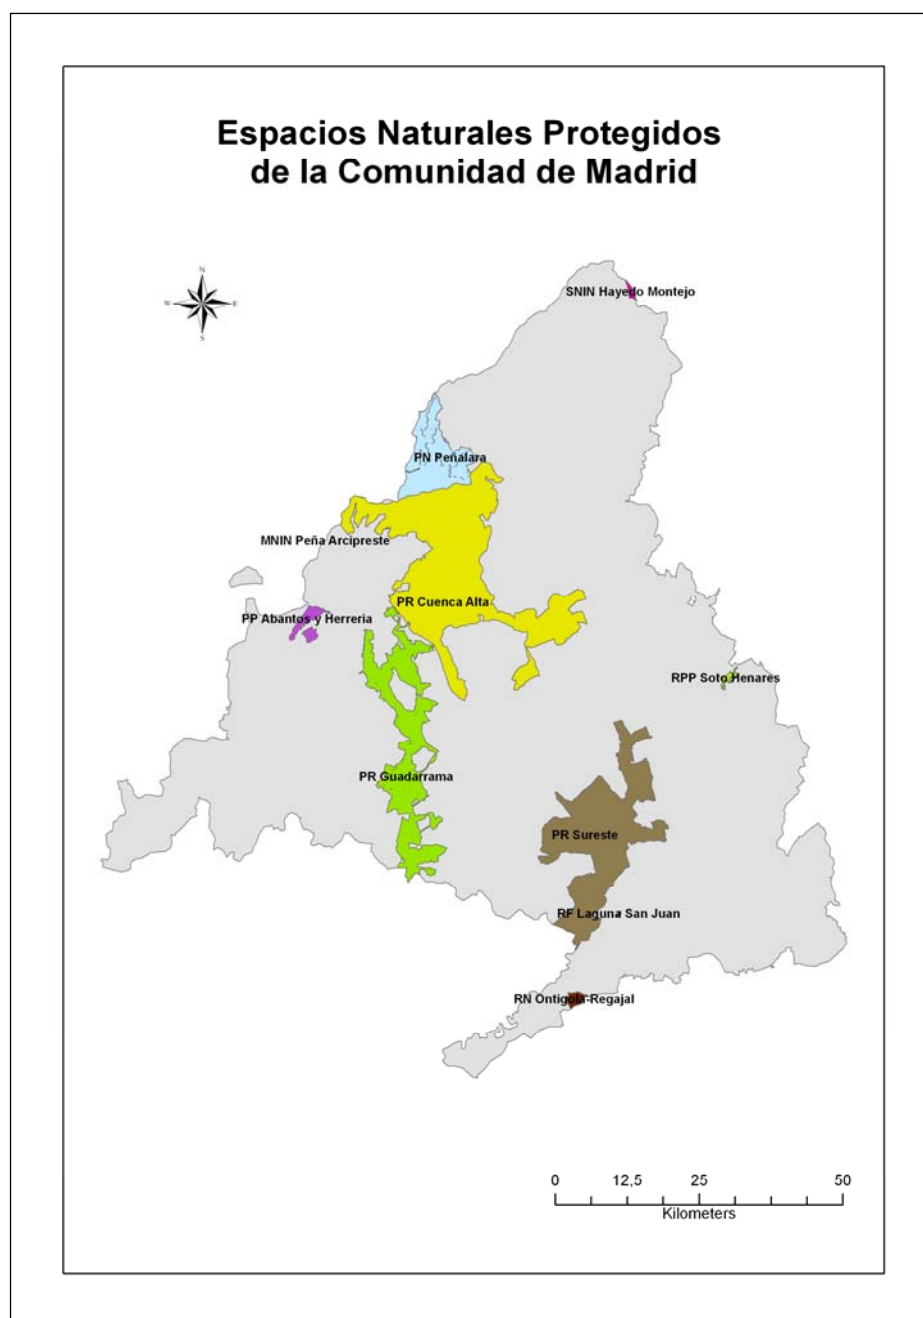 Espacios Naturales Protegidos
de la Comunidad de Madrid
N
W
E
S
SNIN Hayedo Montejo
PN Peñalara
MNIN Peña Arcipreste
PR Cuenca Alta
PP Abantos y Herreria
RPP Soto Henares
PR Guadarrama
PR Sureste
RF Laguna San Juan
RN Ontigola-Regajal
0 12,5 25 50
Kilometers